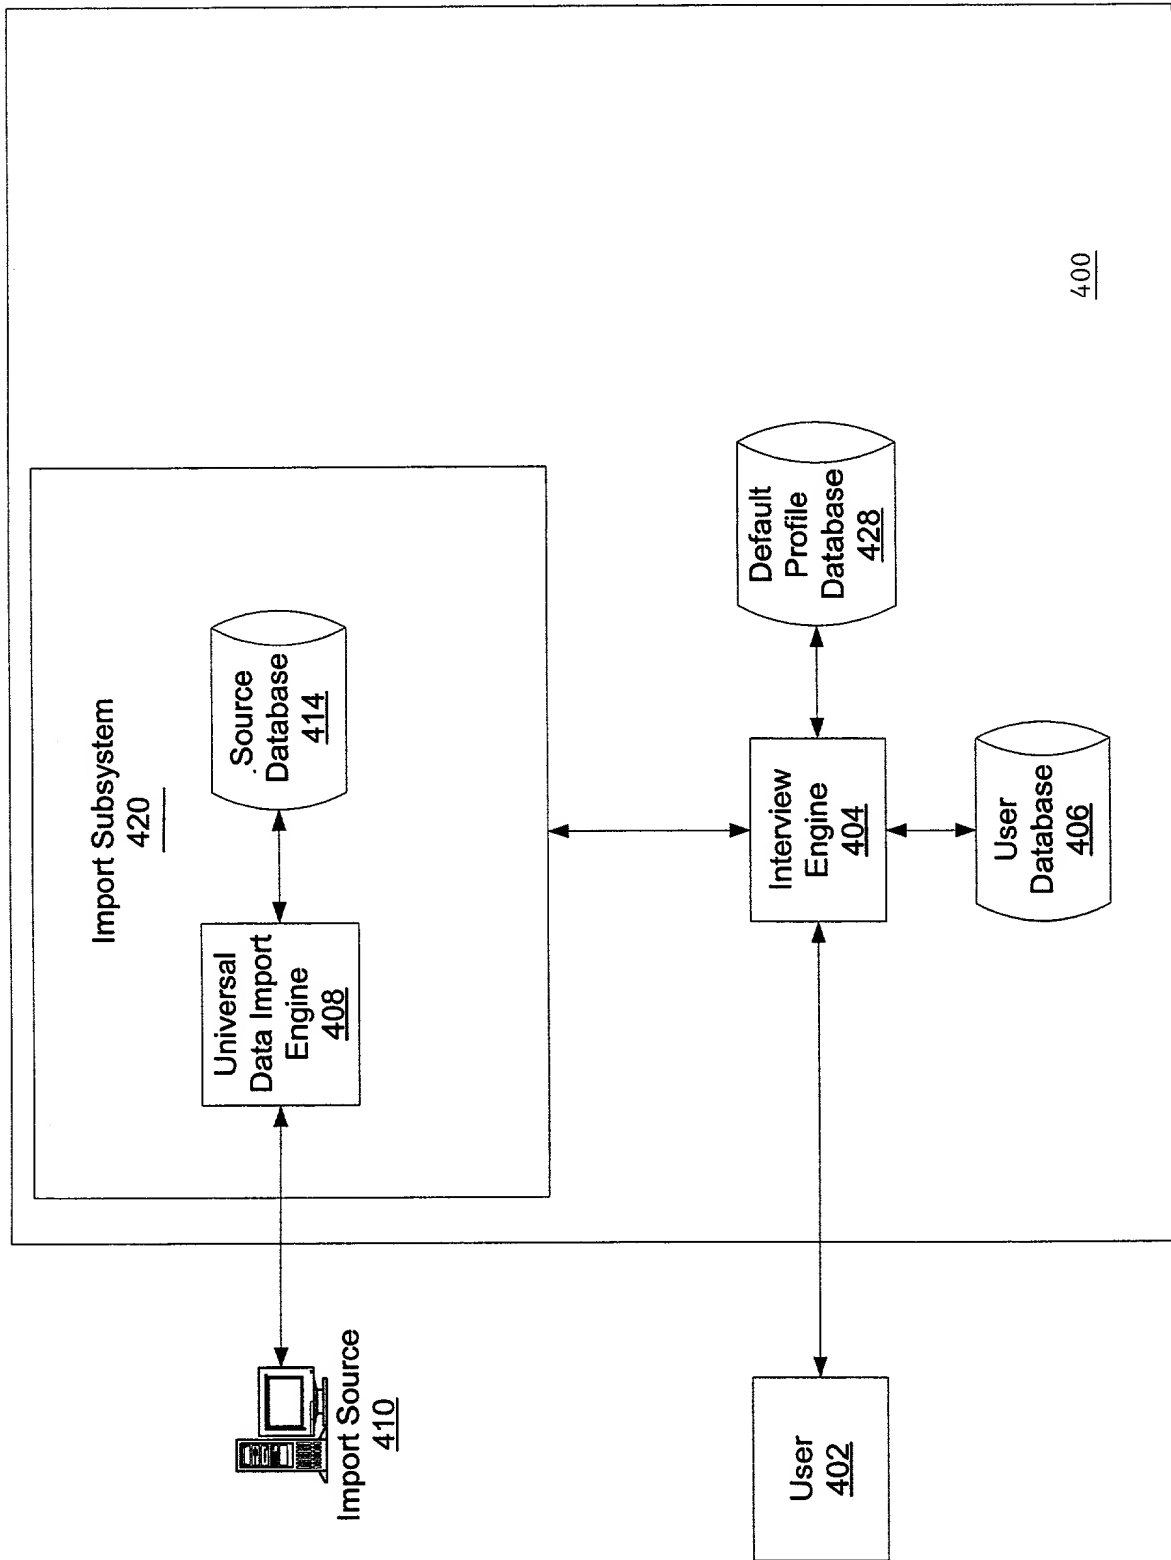 Import Subsystem
420
Import Source
410
Universal
Data Import
Engine
408
.Source
Database
414
User
402
Interview
Engine
404
Default
Profile
Database
428
User
Database
406
400